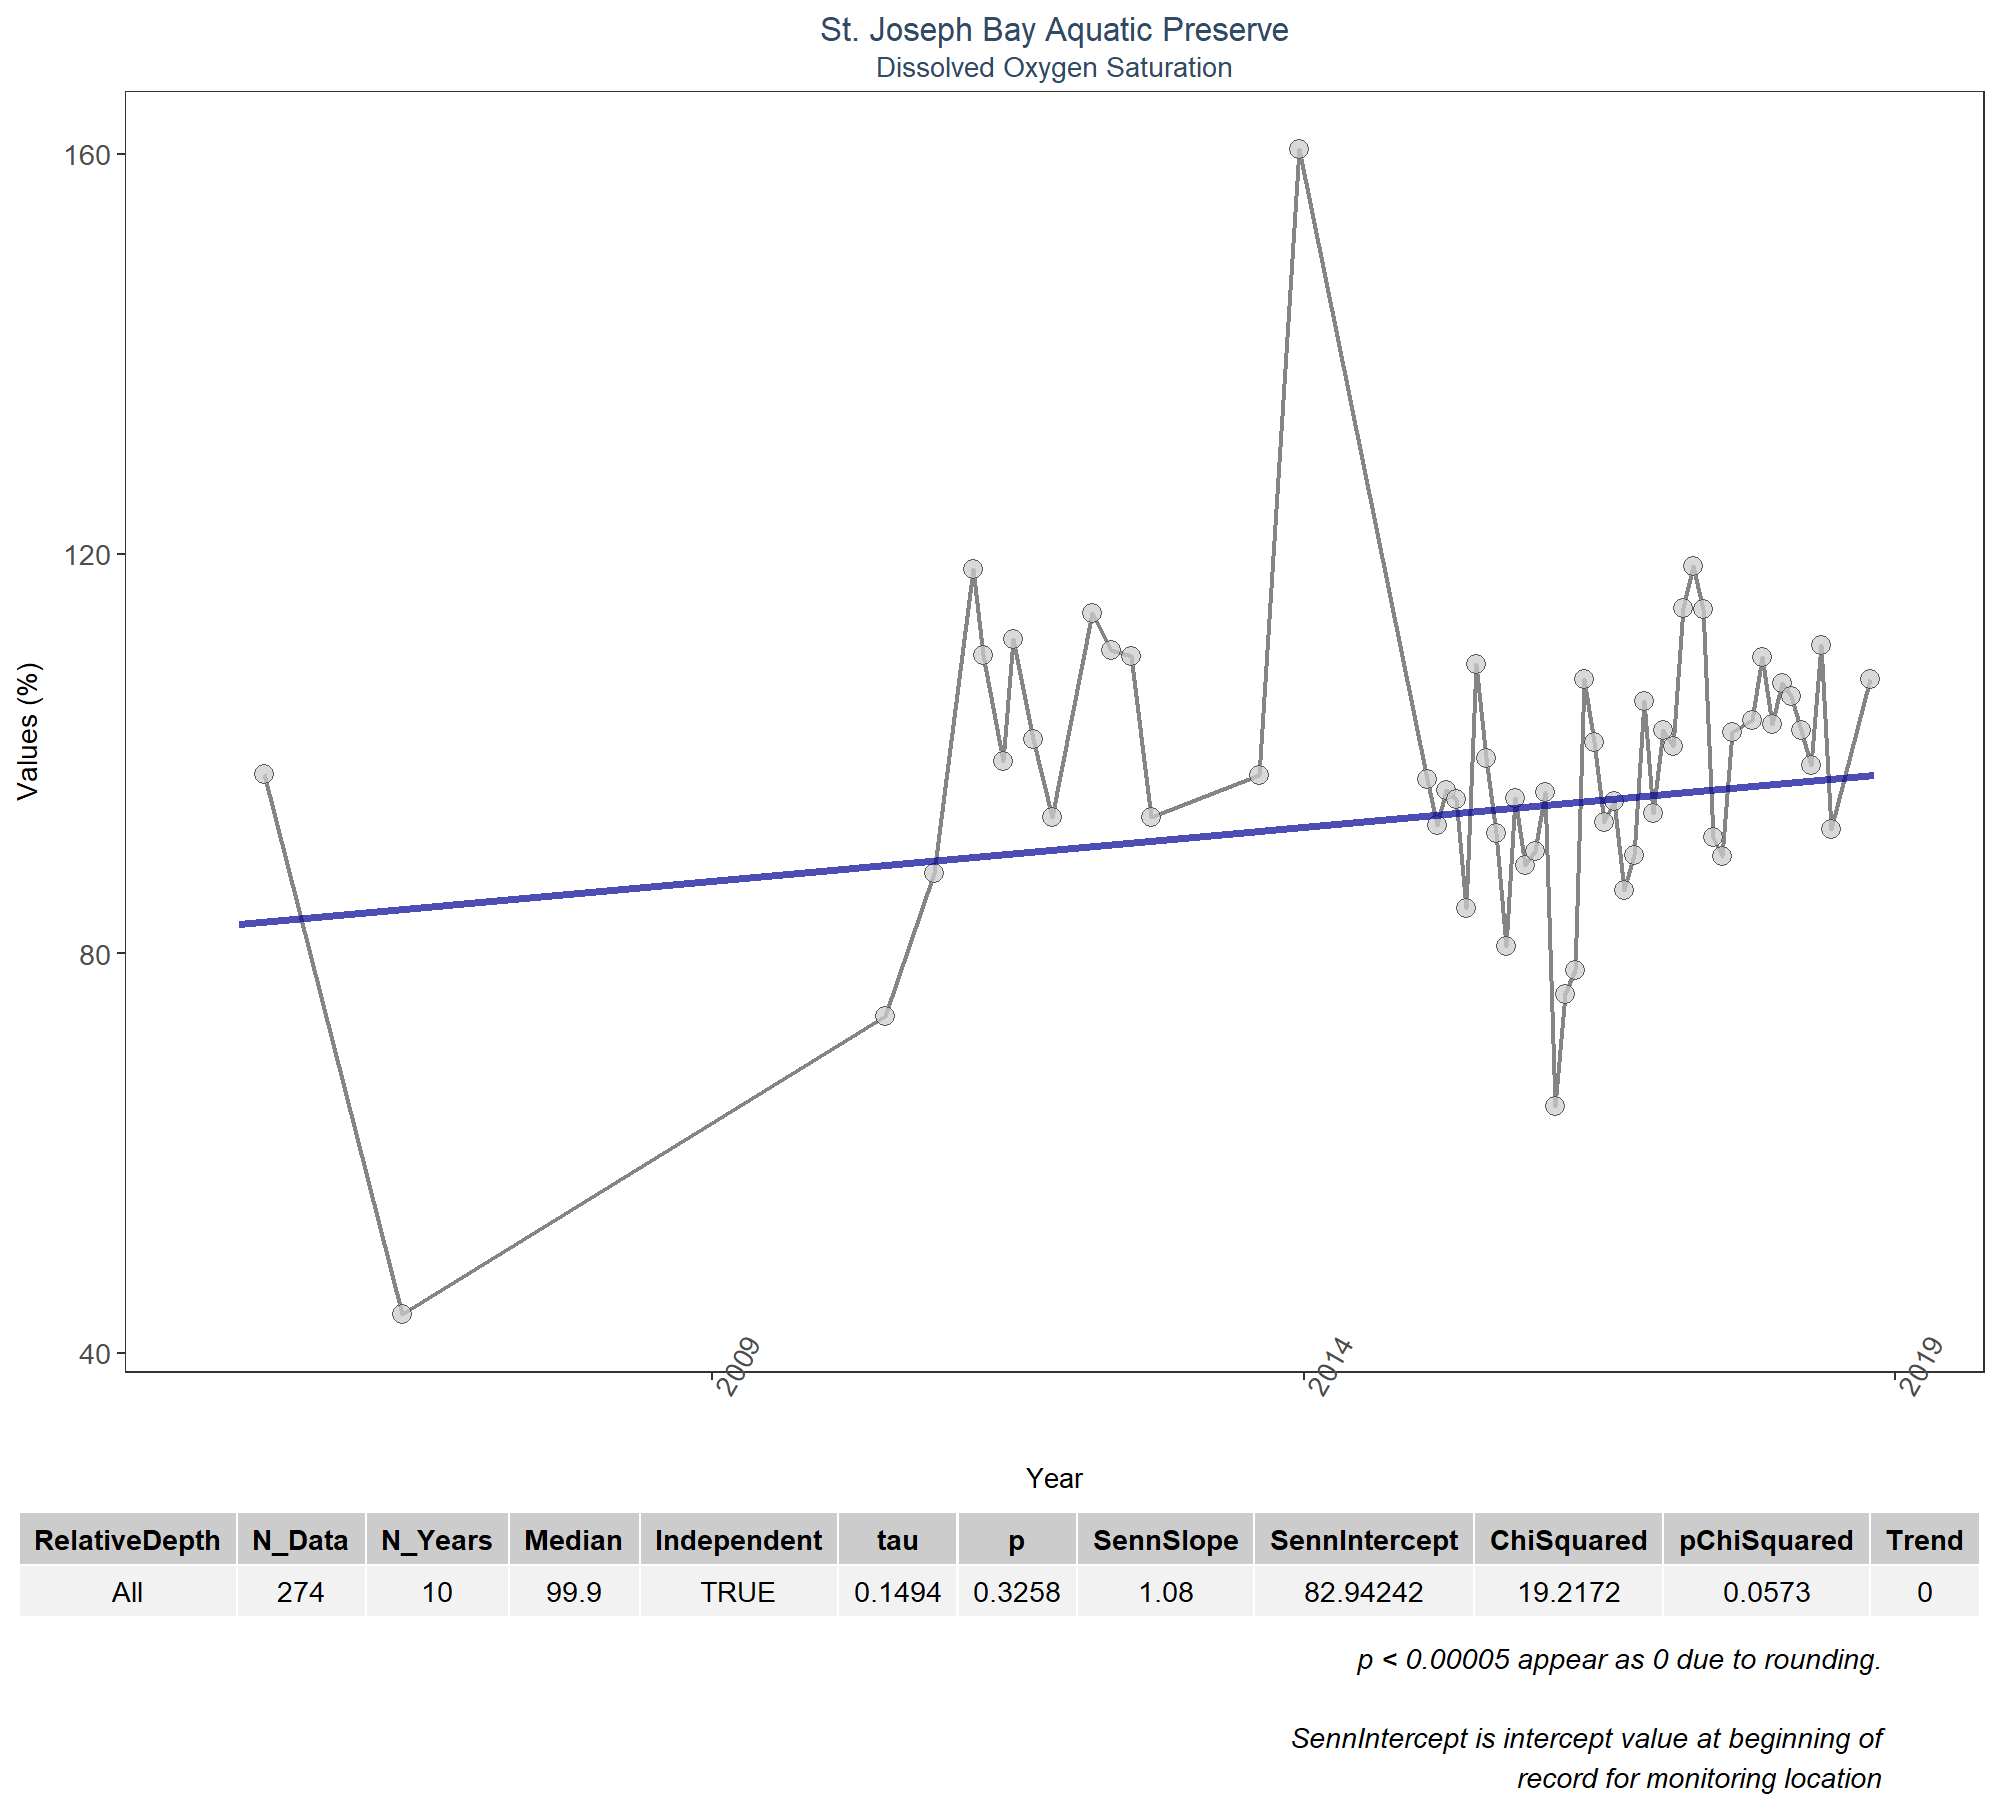 St. Joseph Bay Aquatic Preserve
Dissolved Oxygen Saturation
160
120
80
40
Values (%)
2009 2014 2019
Year
RelativeDepth N_Data N_Years Median Independent tau p SennSlope SennIntercept ChiSquared pChiSquared Trend
All 274 10 99.9 TRUE 0.1494 0.3258 1.08 82.94242 19.2172 0.0573 0
p < 0.00005 appear as 0 due to rounding.
SennIntercept is intercept value at beginning of
record for monitoring location